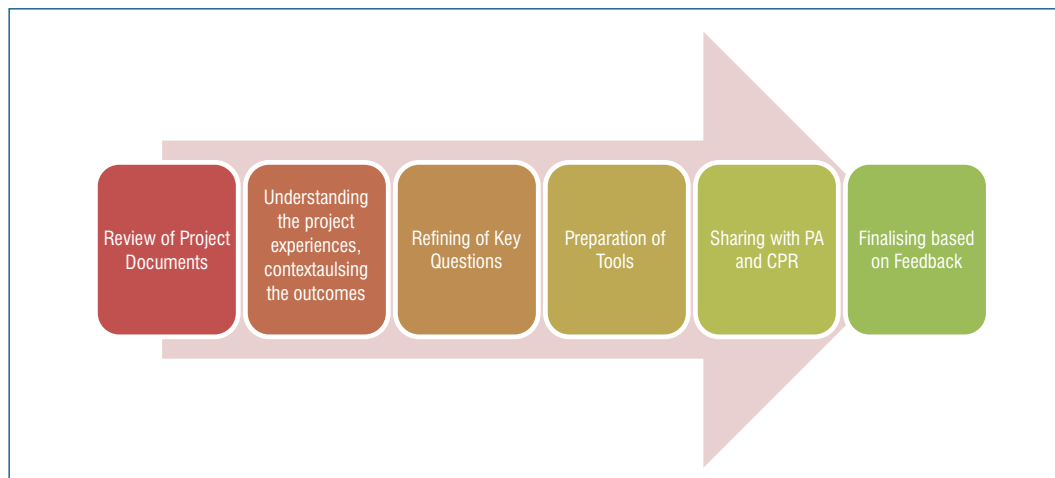 Review of Project
Documents
Understanding
the project
experiences,
contextaulsing
the outcomes
Refining of Key
Questions
Preparation of
Tools
Sharing with PA
and CPR
Finalising based
on Feedback